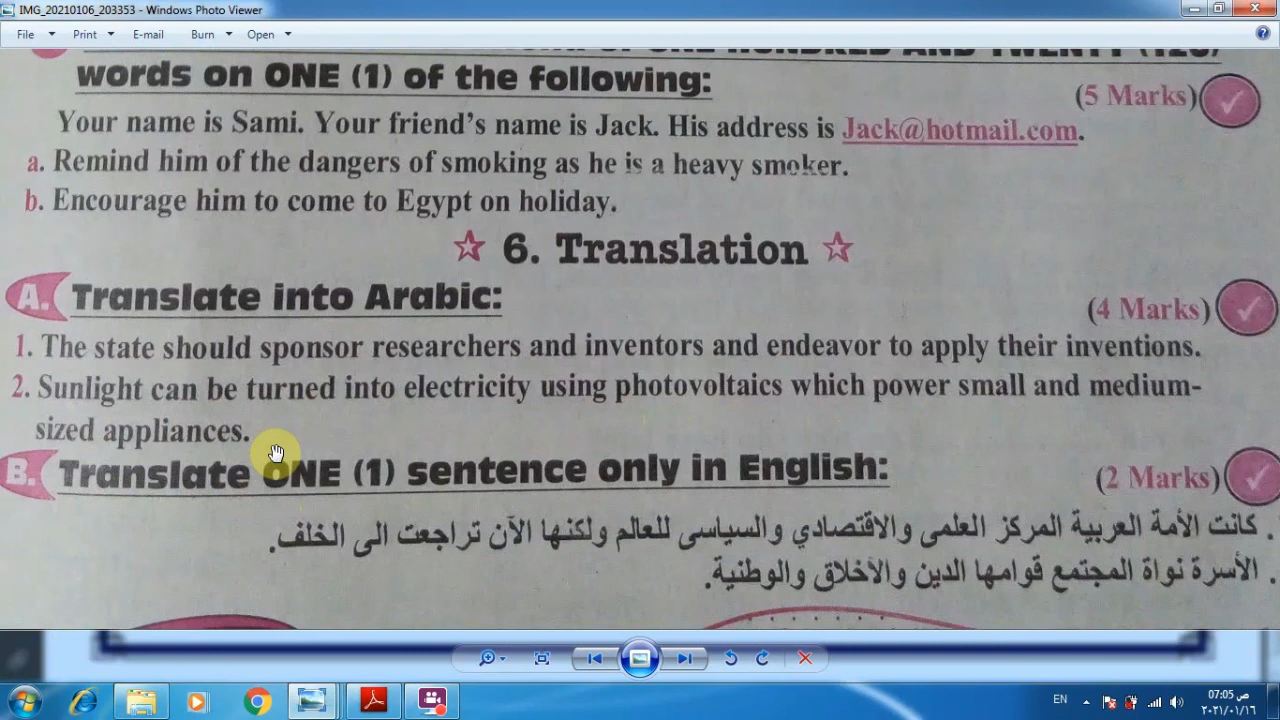 IMG_20210106_203353 - Windows Photo Viewer
File Print E-mail Burn Open
words on ONE (1) of the following:
(5 Marks)
Your name is Sami. Your friend's name is Jack. His address is Jack@hotmail.com.
a. Remind him of the dangers of smoking as he is a heavy smoker.
b. Encourage him to come to Egypt on holiday.
6. Translation
A. Translate into Arabic:
(4 Marks)
1. The state should sponsor researchers and inventors and endeavor to apply their inventions.
2. Sunlight can be turned into electricity using photovoltaics which power small and medium-
sized appliances.
B. Translate ONE (1) sentence only in English:
(2 Marks)
. كانت الأمة العربية المركز العلمى والاقتصادي والسياسى للعالم ولكنها الآن تراجعت الى الخلف.
. الأسرة نواة المجتمع قوامها الدين والأخلاق والوطنية.
EN
07:05 ص
٢٠٢١/٠١/١٦